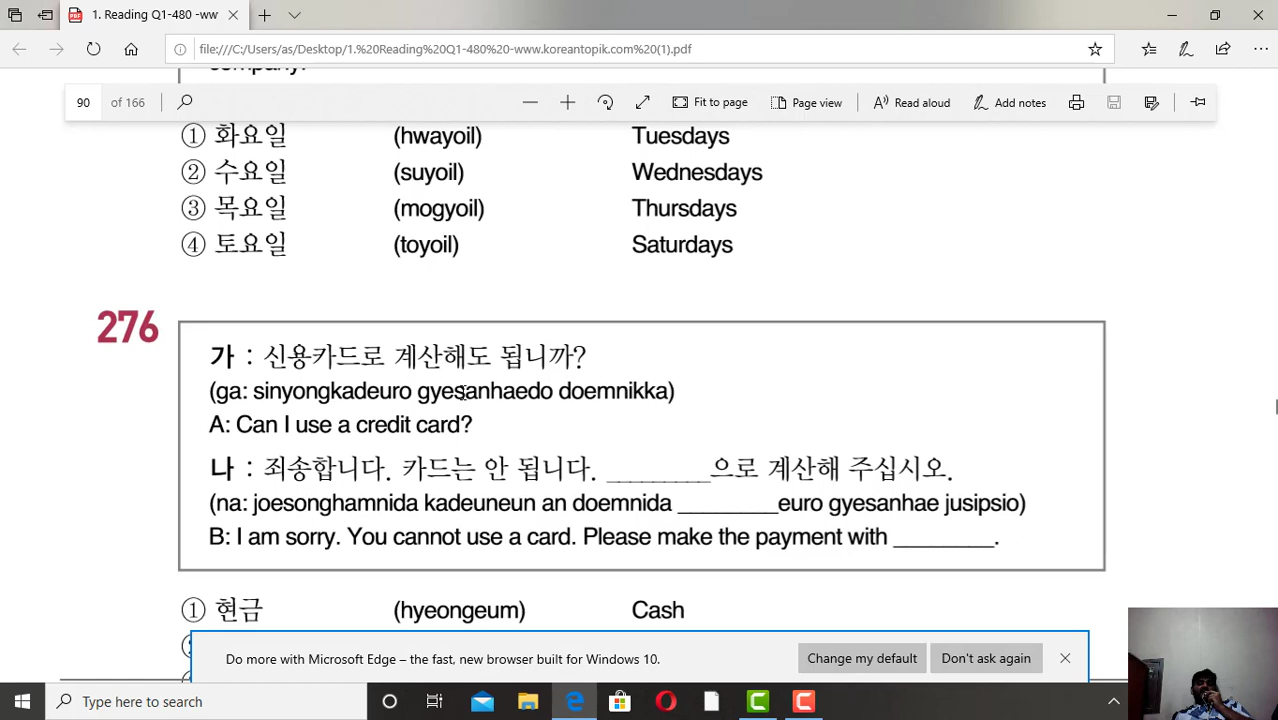 1. Reading Q1-480 -ww
file:///C:/Users/as/Desktop/1.%20Reading%20Q1-480%20-www.koreantopik.com%20(1).pdf
company.
90 of 166
Fit to page
Page view
Read aloud
Add notes
① 화요일 (hwayoil) Tuesdays
② 수요일 (suyoil) Wednesdays
③ 목요일 (mogyoil) Thursdays
④ 토요일 (toyoil) Saturdays
276
가 : 신용카드로 계산해도 됩니까?
(ga: sinyongkadeuro gyesanhaedo doemnikka)
A: Can I use a credit card?
나 : 죄송합니다. 카드는 안 됩니다. ________으로 계산해 주십시오.
(na: joesonghamnida kadeuneun an doemnida ________euro gyesanhae jusipsio)
B: I am sorry. You cannot use a card. Please make the payment with ________.
① 현금 (hyeongeum) Cash
Do more with Microsoft Edge – the fast, new browser built for Windows 10.
Change my default
Don't ask again
Type here to search